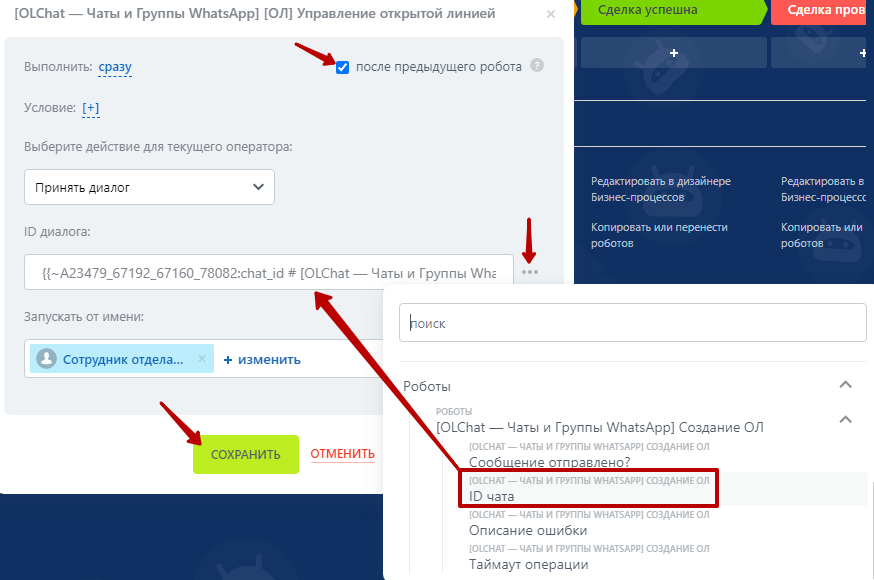 [OLChat — Чаты и Группы WhatsApp] [ОЛ] Управление открытой линией
Сделка успешна
Сделка пров
Выполнить: сразу
после предыдущего робота
Условие: [+]
Выберите действие для текущего оператора:
Принять диалог
Редактировать в дизайнере
Бизнес-процессов
Редактировать в
Бизнес-процессо
Копировать или перенести
роботов
Копировать или
роботов
ID диалога:
{{~A23479_67192_67160_78082:chat_id # [OLChat — Чаты и Группы Wha
Запускать от имени:
Сотрудник отдела...
+ изменить
СОХРАНИТЬ
ОТМЕНИТЬ
поиск
Роботы
РОБОТЫ
[OLChat — Чаты и Группы WhatsApp] Создание ОЛ
[OLCHAT — ЧАТЫ И ГРУППЫ WHATSAPP] СОЗДАНИЕ ОЛ
Сообщение отправлено?
[OLCHAT — ЧАТЫ И ГРУППЫ WHATSAPP] СОЗДАНИЕ ОЛ
ID чата
[OLCHAT — ЧАТЫ И ГРУППЫ WHATSAPP] СОЗДАНИЕ ОЛ
Описание ошибки
[OLCHAT — ЧАТЫ И ГРУППЫ WHATSAPP] СОЗДАНИЕ ОЛ
Таймаут операции